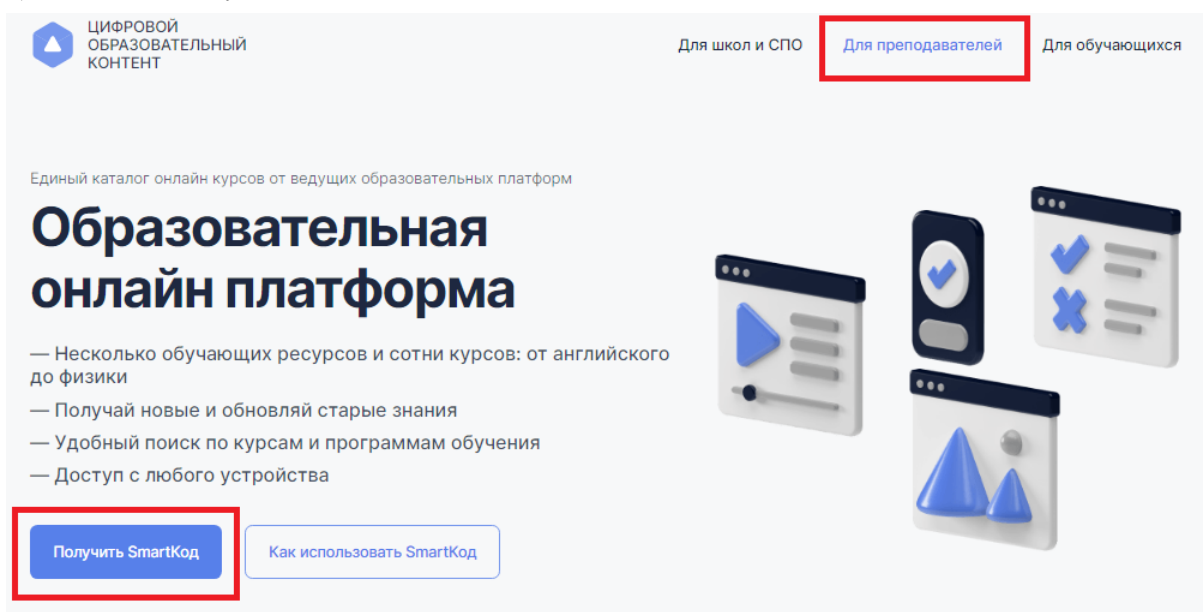 ЦИФРОВОЙ
ОБРАЗОВАТЕЛЬНЫЙ
КОНТЕНТ
Для школ и СПО
Для преподавателей
Для обучающихся
Единый каталог онлайн курсов от ведущих образовательных платформ
Образовательная
онлайн платформа
— Несколько обучающих ресурсов и сотни курсов: от английского
до физики
— Получай новые и обновляй старые знания
— Удобный поиск по курсам и программам обучения
— Доступ с любого устройства
Получить SmartКод
Как использовать SmartКод